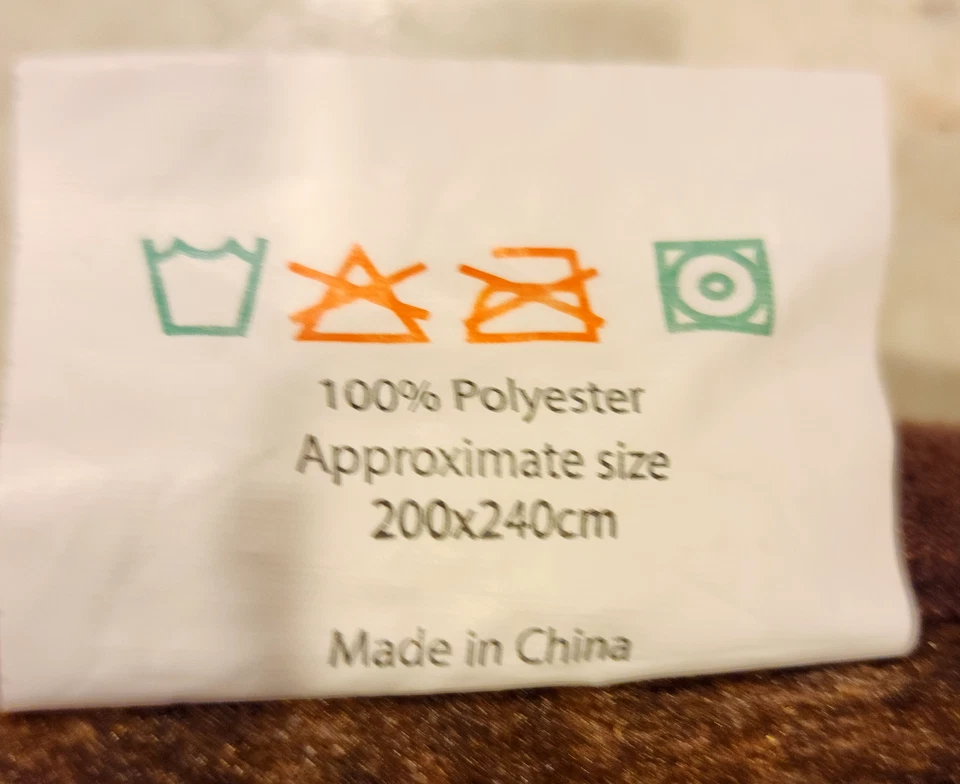 100% Polyester
Approximate size
200x240cm
Made in China